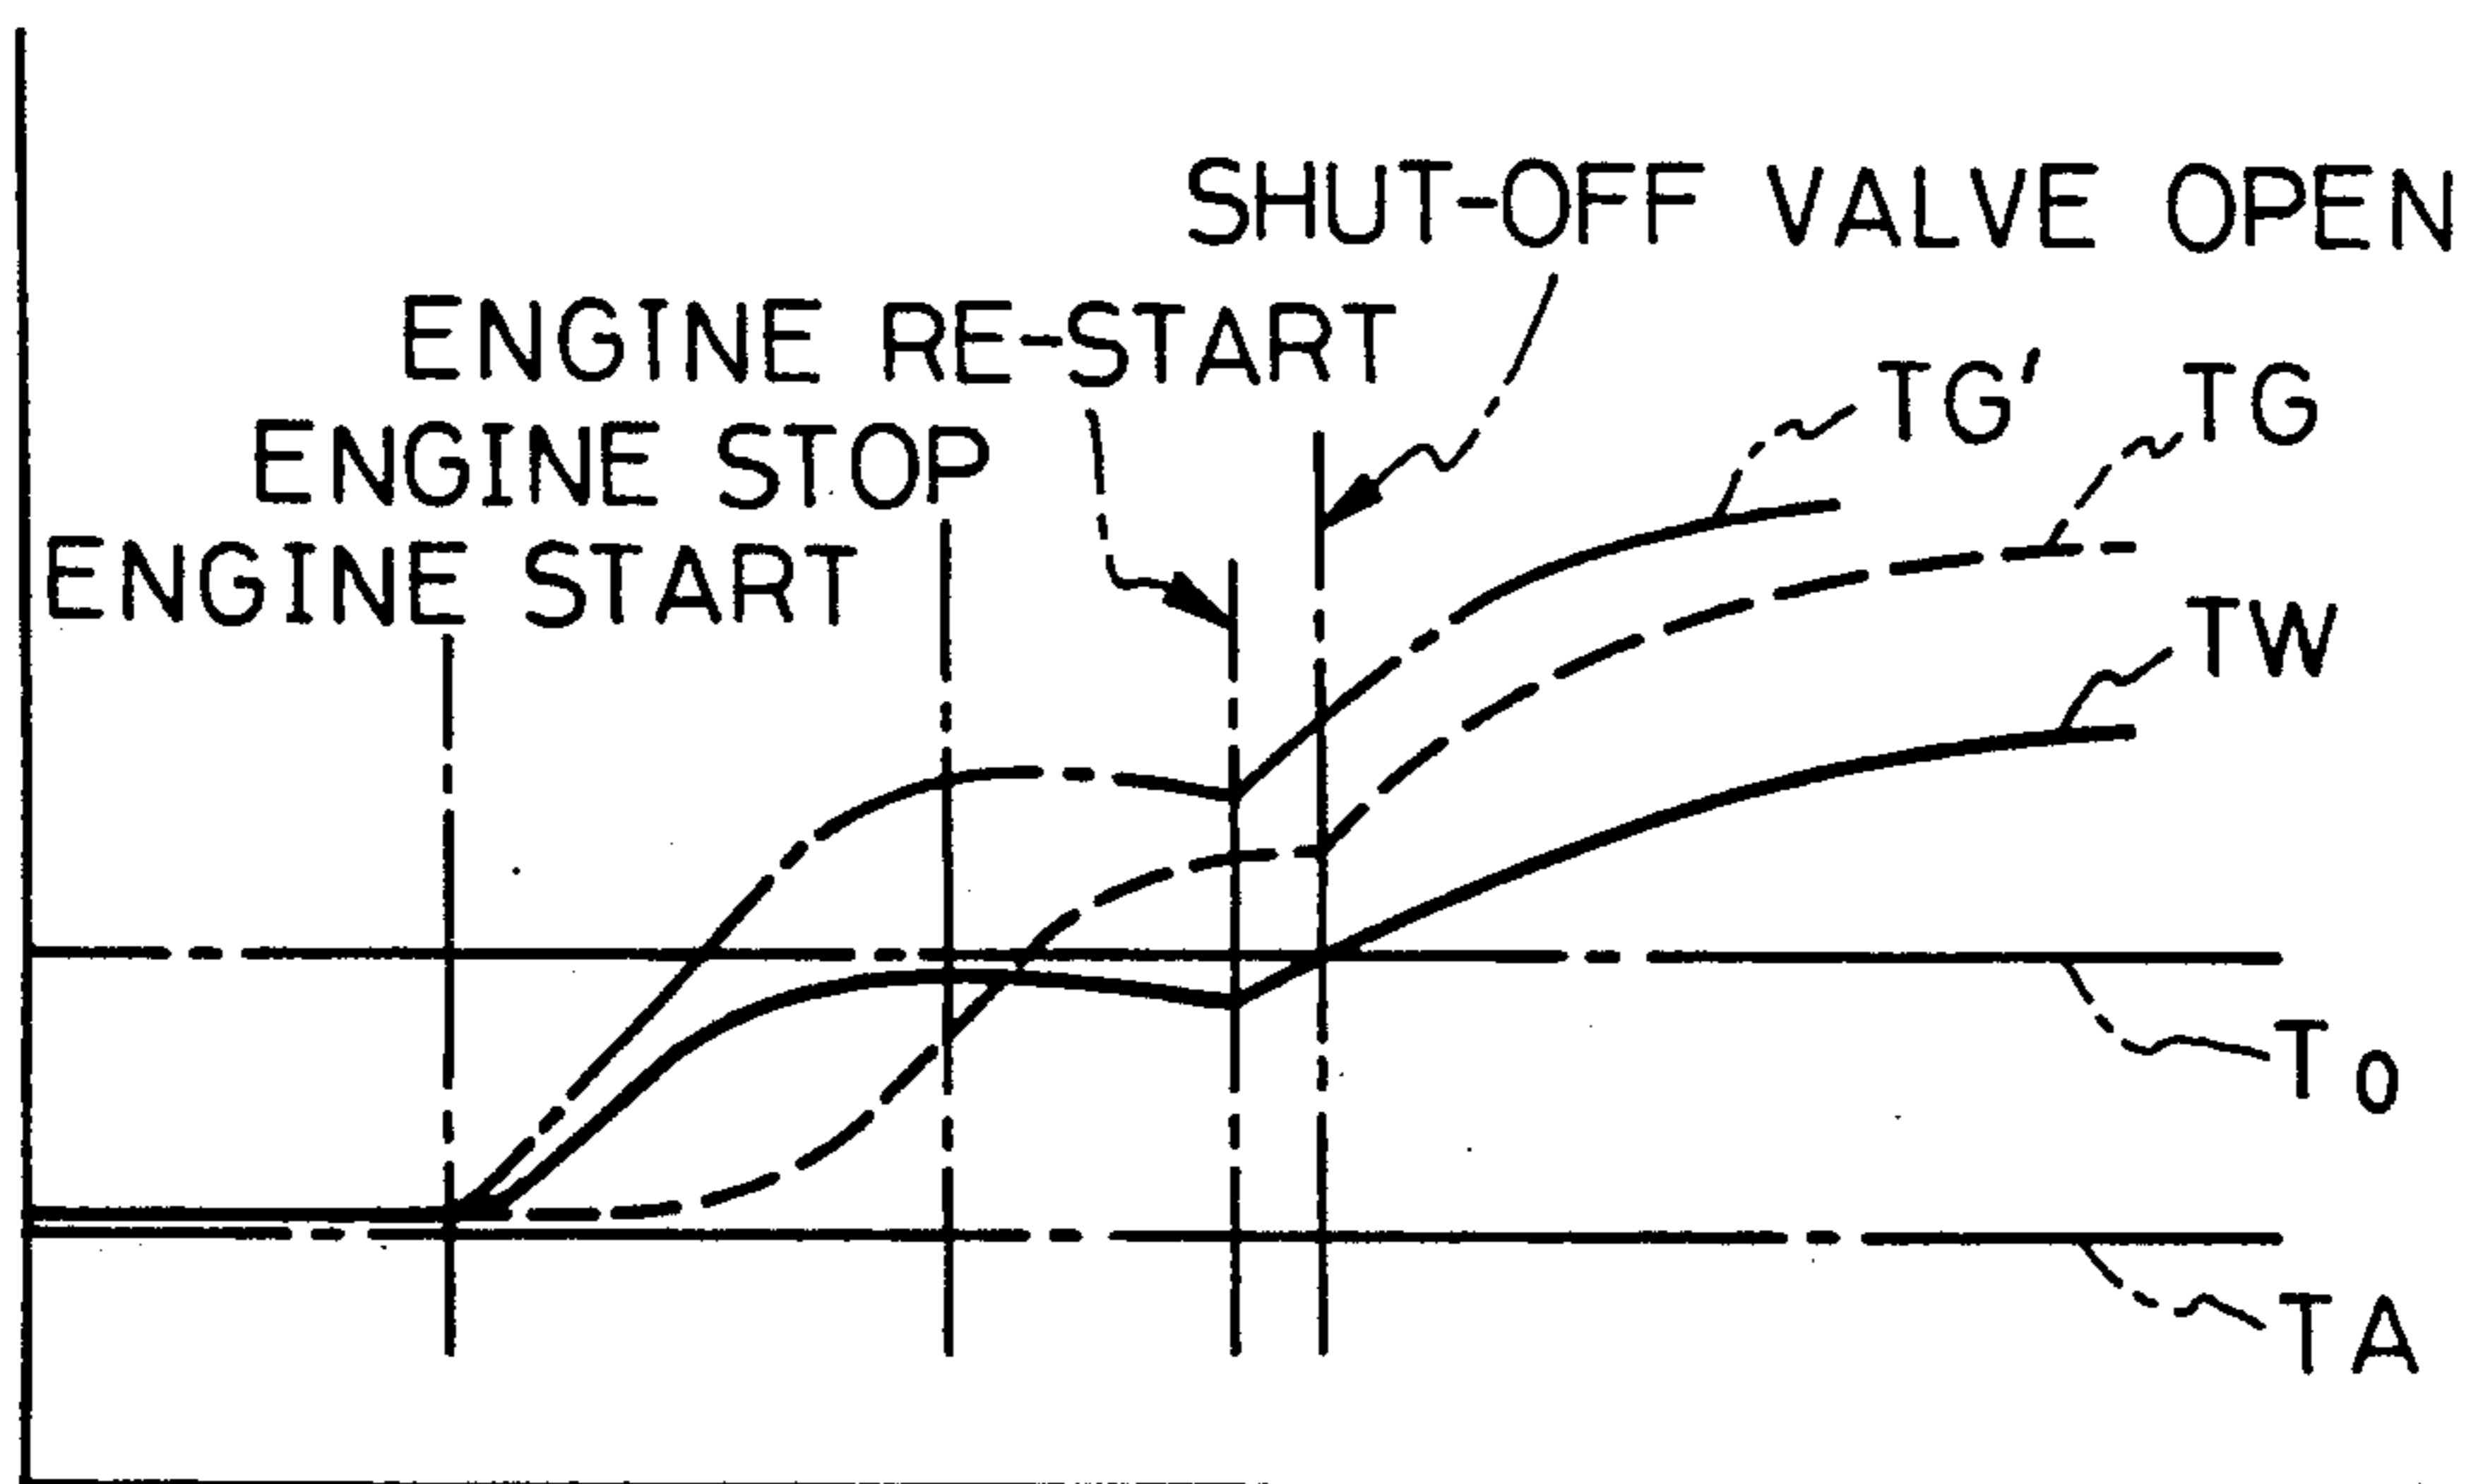 SHUT-OFF VALVE OPEN
ENGINE RE-START
ENGINE STOP
ENGINE START
TG' TG
TW
T0
TA